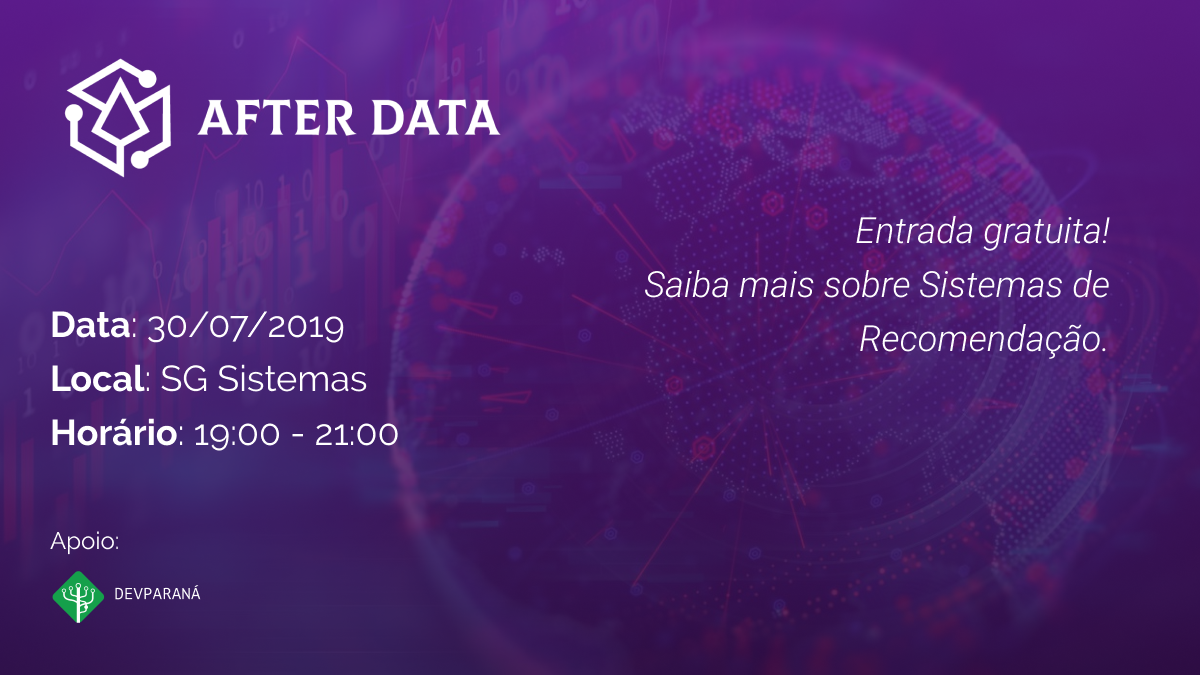 AFTER DATA
Entrada gratuita!
Saiba mais sobre Sistemas de
Recomendação.
Data: 30/07/2019
Local: SG Sistemas
Horário: 19:00 - 21:00
Apoio:
DEVPARANÁ